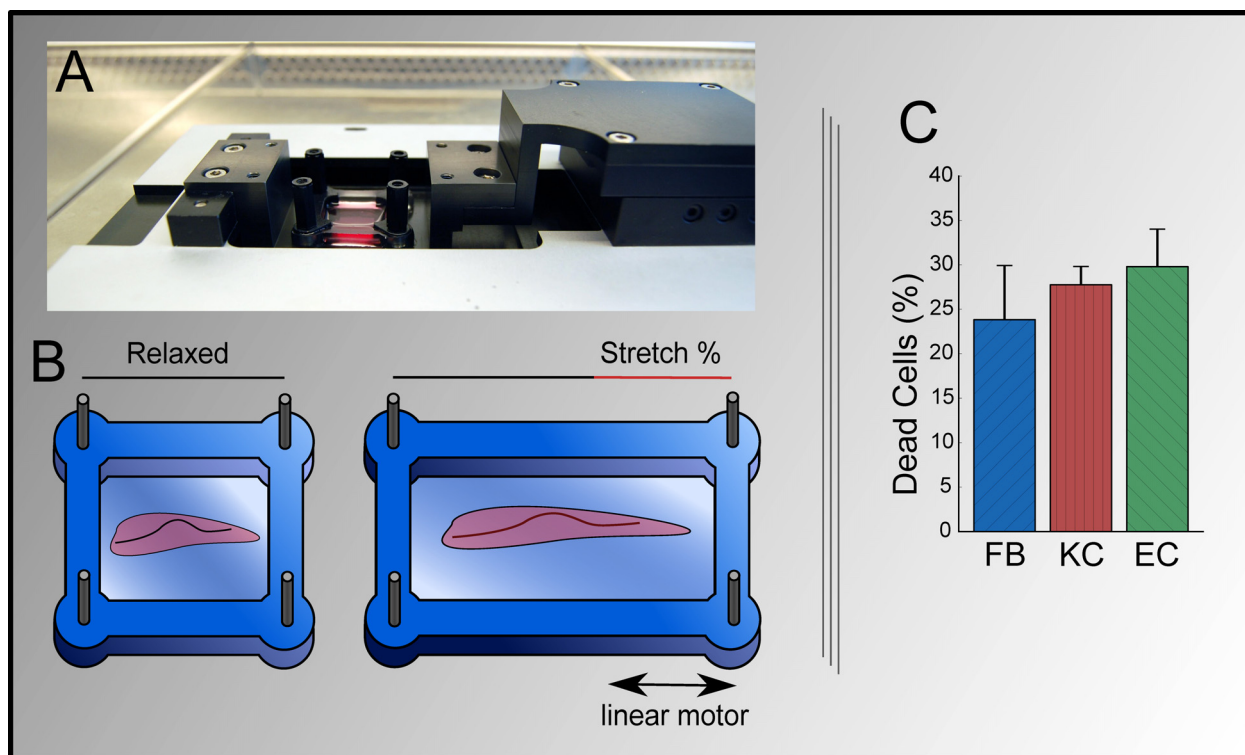 A
B
Relaxed
Stretch %
linear motor
C
Dead Cells (%)
40
35
30
25
20
15
10
5
0
FB
KC
EC